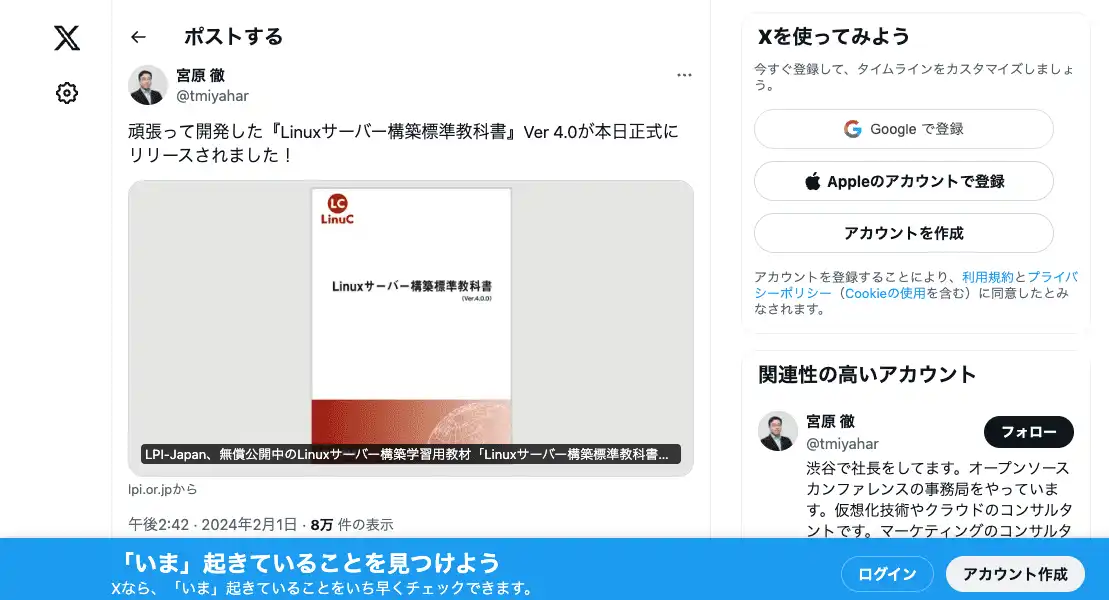 ポストする
宮原 徹
@tmiyahar
頑張って開発した『Linuxサーバー構築標準教科書』Ver 4.0が本日正式に
リリースされました！
LC
LinuC
Linuxサーバー構築標準教科書
(Ver.4.0.0)
LPI-Japan、無償公開中のLinuxサーバー構築学習用教材「Linuxサーバー構築標準教科書...
lpi.or.jpから
午後2:42 · 2024年2月1日 · 8万 件の表示
Xを使ってみよう
今すぐ登録して、タイムラインをカスタマイズしましょ
う。
Google で登録
Appleのアカウントで登録
アカウントを作成
アカウントを登録することにより、利用規約とプライバ
シーポリシー（Cookieの使用を含む）に同意したとみ
なされます。
関連性の高いアカウント
宮原 徹
@tmiyahar
フォロー
渋谷で社長をしてます。オープンソース
カンファレンスの事務局をやっていま
す。仮想化技術やクラウドのコンサルタ
ントです。マーケティングのコンサルタ
「いま」起きていることを見つけよう
Xなら、「いま」起きていることをいち早くチェックできます。
ログイン
アカウント作成